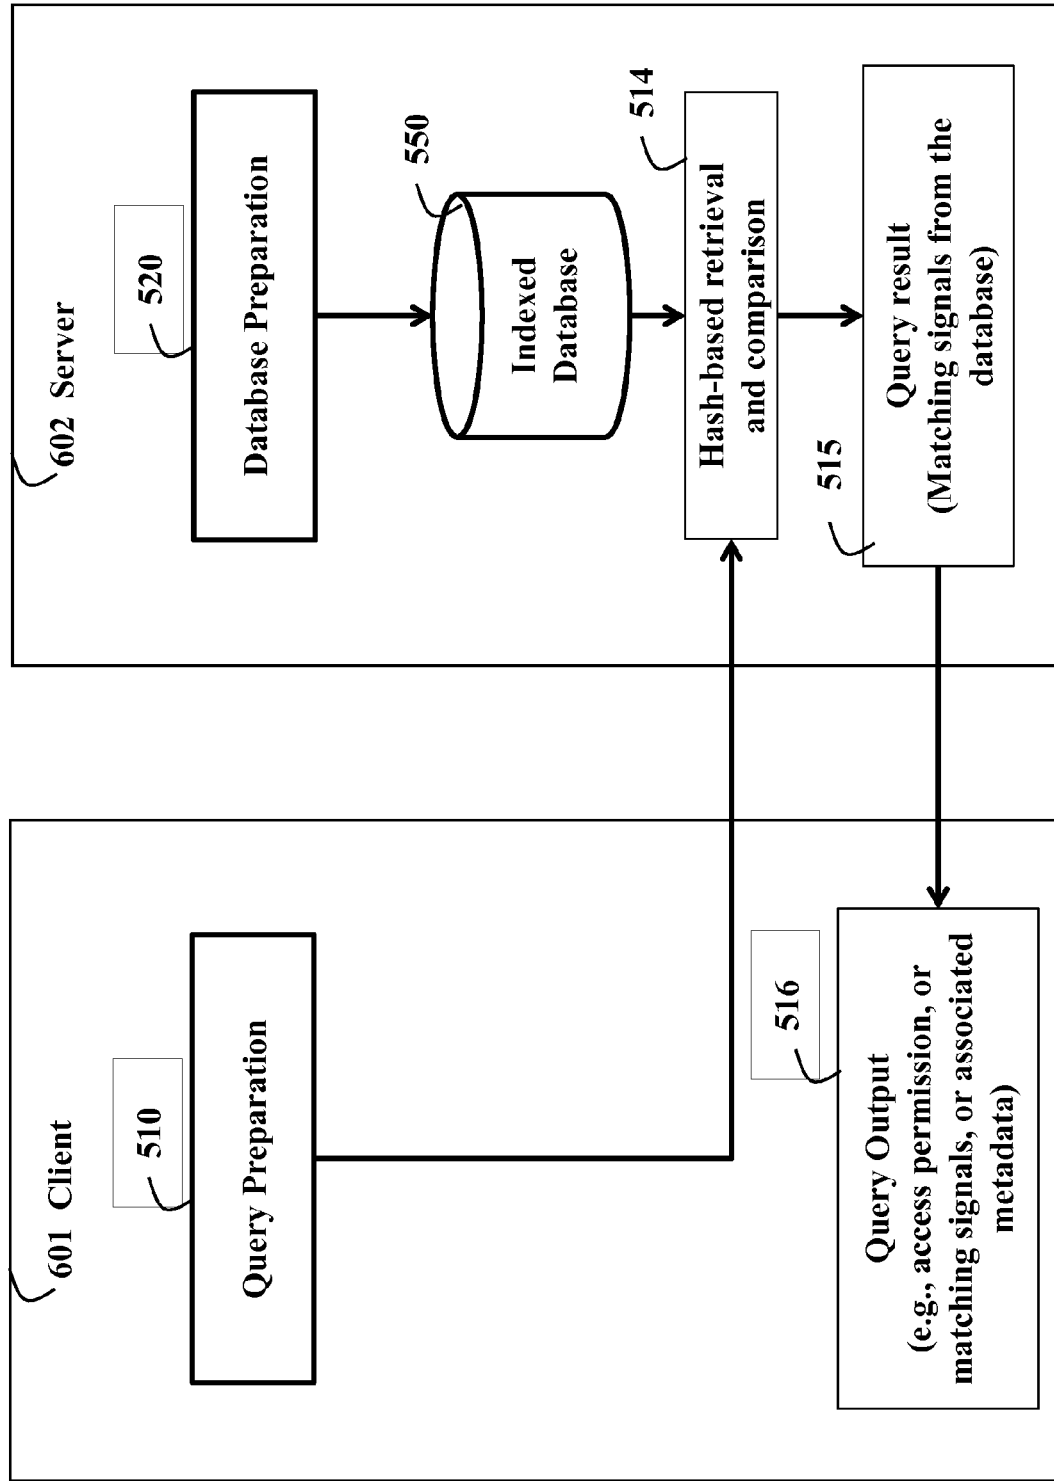 601 Client
510
Query Preparation
516
Query Output
(e.g., access permission, or
matching signals, or associated
metadata)
602 Server
520
Database Preparation
550
Indexed
Database
514
Hash-based retrieval
and comparison
515
Query result
(Matching signals from the
database)